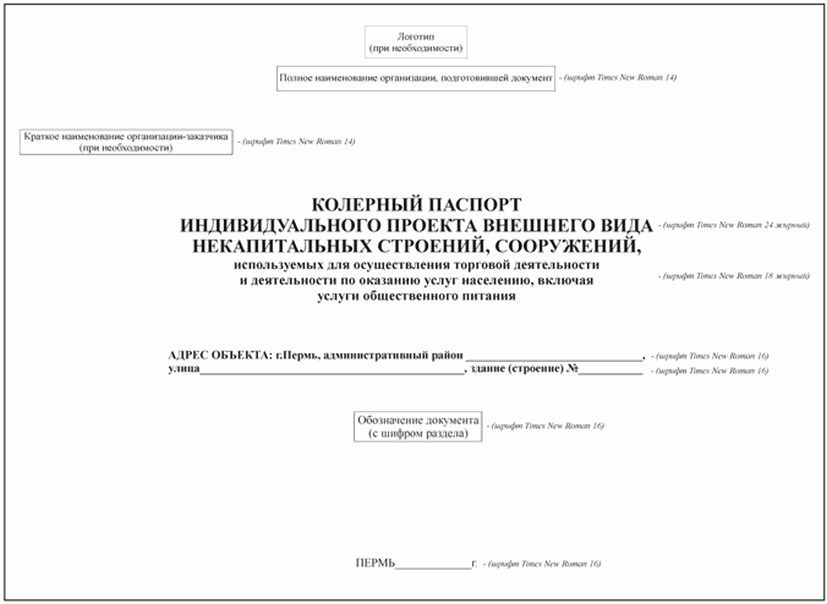 Логотип
(при необходимости)
Полное наименование организации, подготовившей документ - (шрифт Times New Roman 14)
Краткое наименование организации-заказчика
(при необходимости) - (шрифт Times New Roman 14)
КОЛЕРНЫЙ ПАСПОРТ
ИНДИВИДУАЛЬНОГО ПРОЕКТА ВНЕШНЕГО ВИДА - (шрифт Times New Roman 24 жирный)
НЕКАПИТАЛЬНЫХ СТРОЕНИЙ, СООРУЖЕНИЙ,
используемых для осуществления торговой деятельности
и деятельности по оказанию услуг населению, включая - (шрифт Times New Roman 18 жирный)
услуги общественного питания
АДРЕС ОБЪЕКТА: г.Пермь, административный район ______________________________, - (шрифт Times New Roman 16)
улица_____________________________________________, здание (строение) №___________ - (шрифт Times New Roman 16)
Обозначение документа
(с шифром раздела) - (шрифт Times New Roman 16)
ПЕРМЬ_____________г. - (шрифт Times New Roman 16)